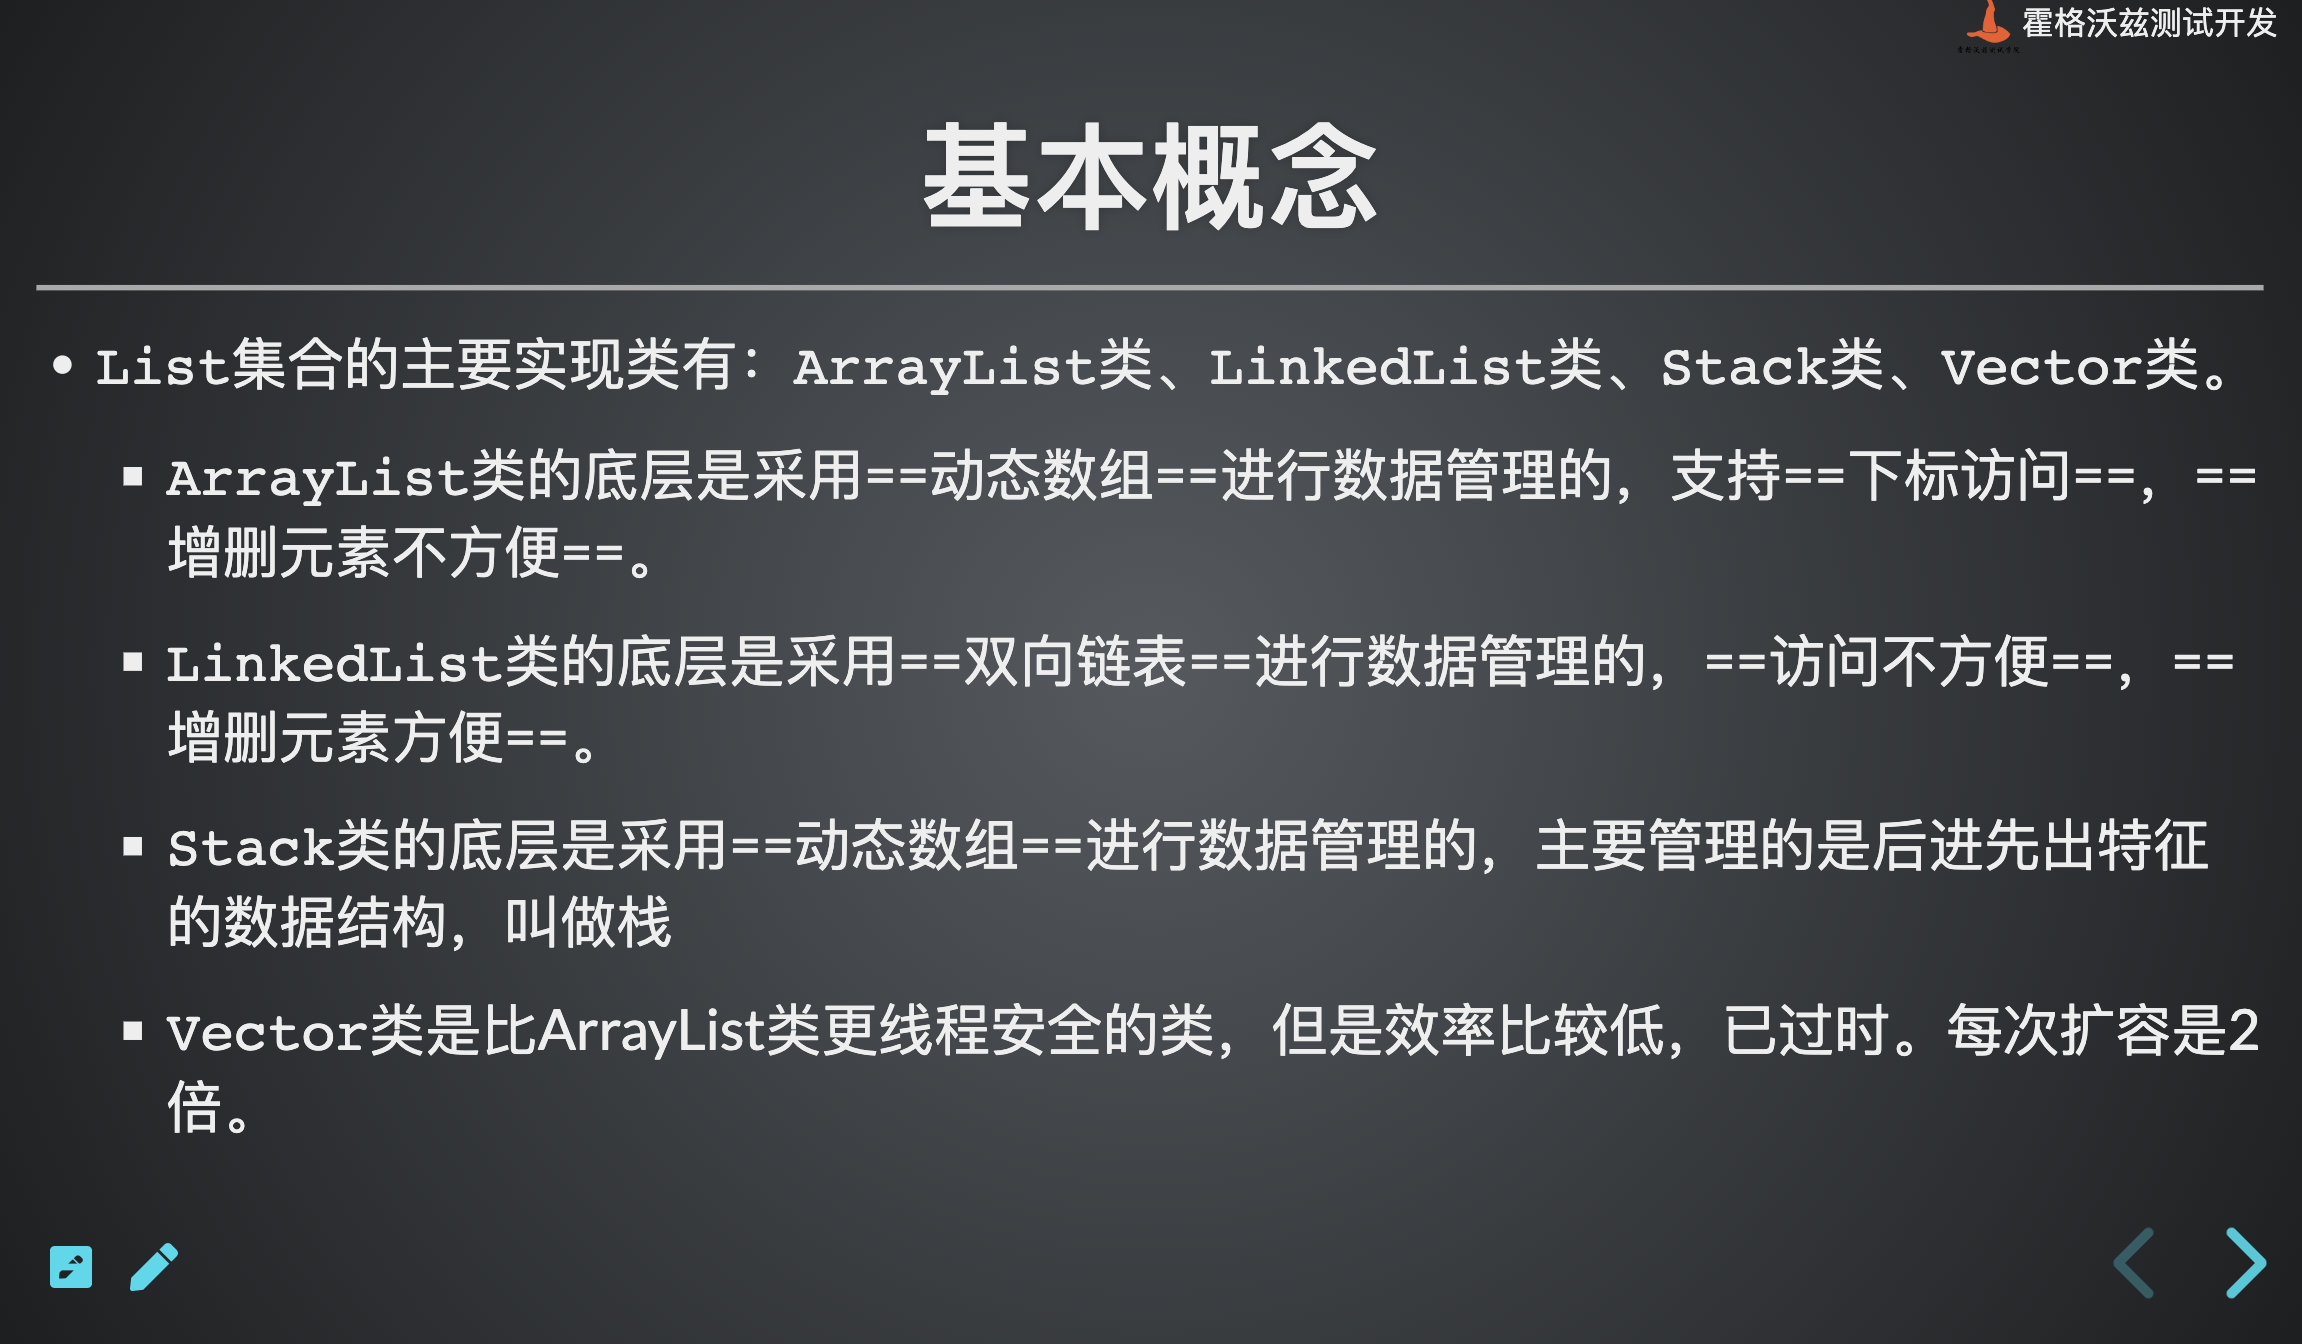 霍格沃兹测试开发
霍格沃兹测试学院
基本概念
• List集合的主要实现类有：ArrayList类、LinkedList类、Stack类、Vector类。
▪ ArrayList类的底层是采用==动态数组==进行数据管理的，支持==下标访问==，==
增删元素不方便==。
▪ LinkedList类的底层是采用==双向链表==进行数据管理的，==访问不方便==，==
增删元素方便==。
▪ Stack类的底层是采用==动态数组==进行数据管理的，主要管理的是后进先出特征
的数据结构，叫做栈
▪ Vector类是比ArrayList类更线程安全的类，但是效率比较低，已过时。每次扩容是2
倍。